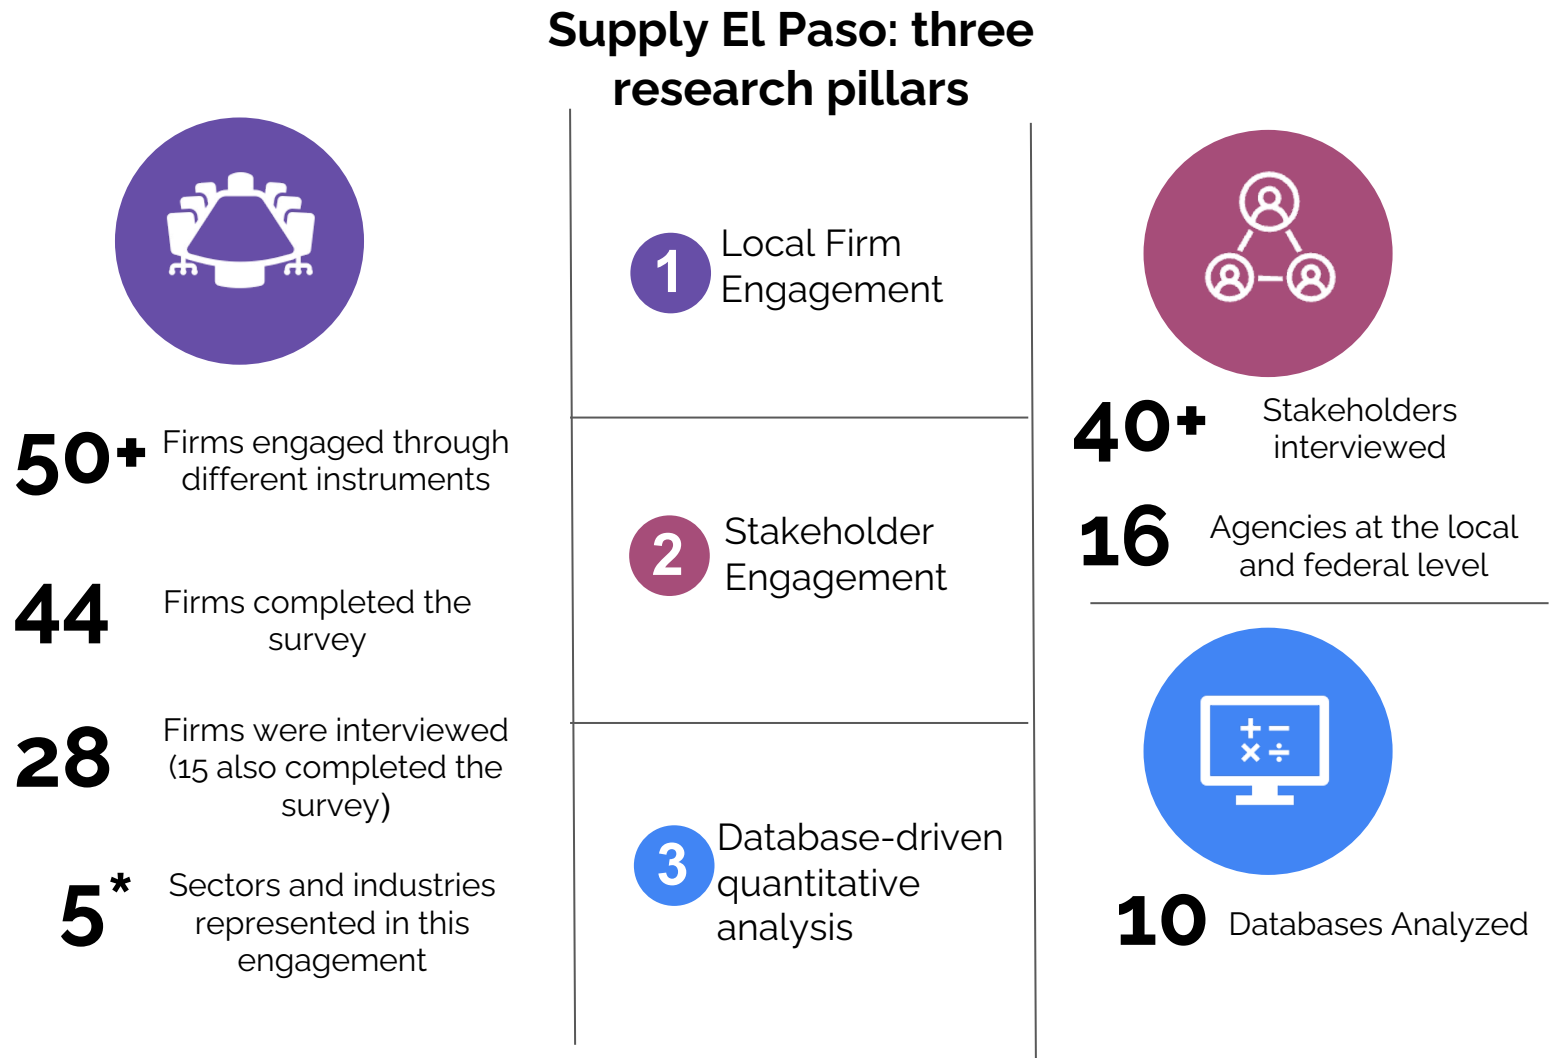 Supply El Paso: three
research pillars
50+
Firms engaged through
different instruments
44
Firms completed the
survey
28
Firms were interviewed
(15 also completed the
survey)
5*
Sectors and industries
represented in this
engagement
1
Local Firm
Engagement
2
Stakeholder
Engagement
3
Database-driven
quantitative
analysis
40+
Stakeholders
interviewed
16
Agencies at the local
and federal level
+ −
× ÷
10
Databases Analyzed